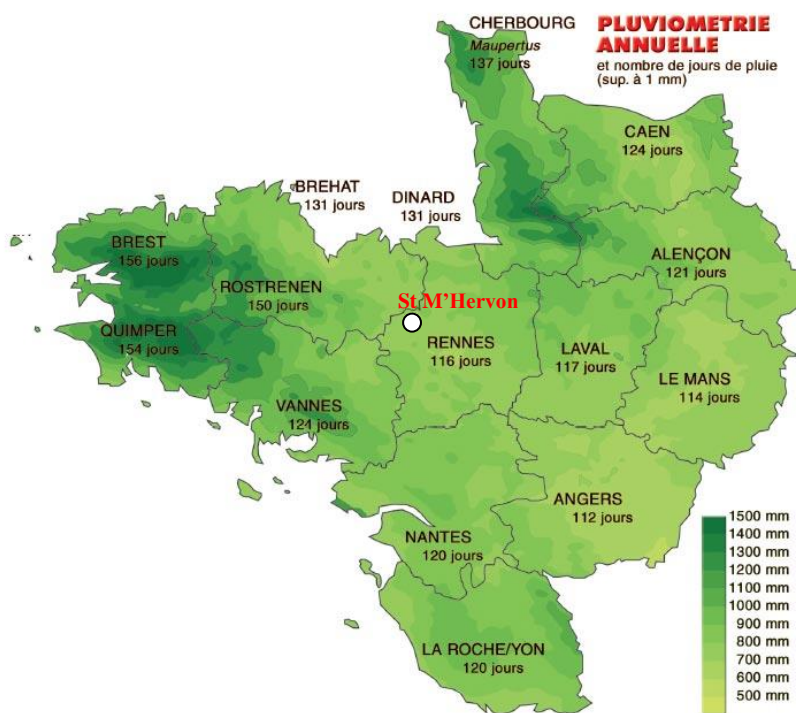 CHERBOURG
Maupertus
137 jours
PLUVIOMETRIE
ANNUELLE
et nombre de jours de pluie
(sup. à 1 mm)
CAEN
124 jours
BREHAT
131 jours
DINARD
131 jours
BREST
156 jours
ALENÇON
121 jours
ROSTRENEN
150 jours
St M'Hervon
QUIMPER
154 jours
RENNES
116 jours
LAVAL
117 jours
LE MANS
114 jours
VANNES
124 jours
ANGERS
112 jours
NANTES
120 jours
LA ROCHE/YON
120 jours
1500 mm
1400 mm
1300 mm
1200 mm
1100 mm
1000 mm
900 mm
800 mm
700 mm
600 mm
500 mm